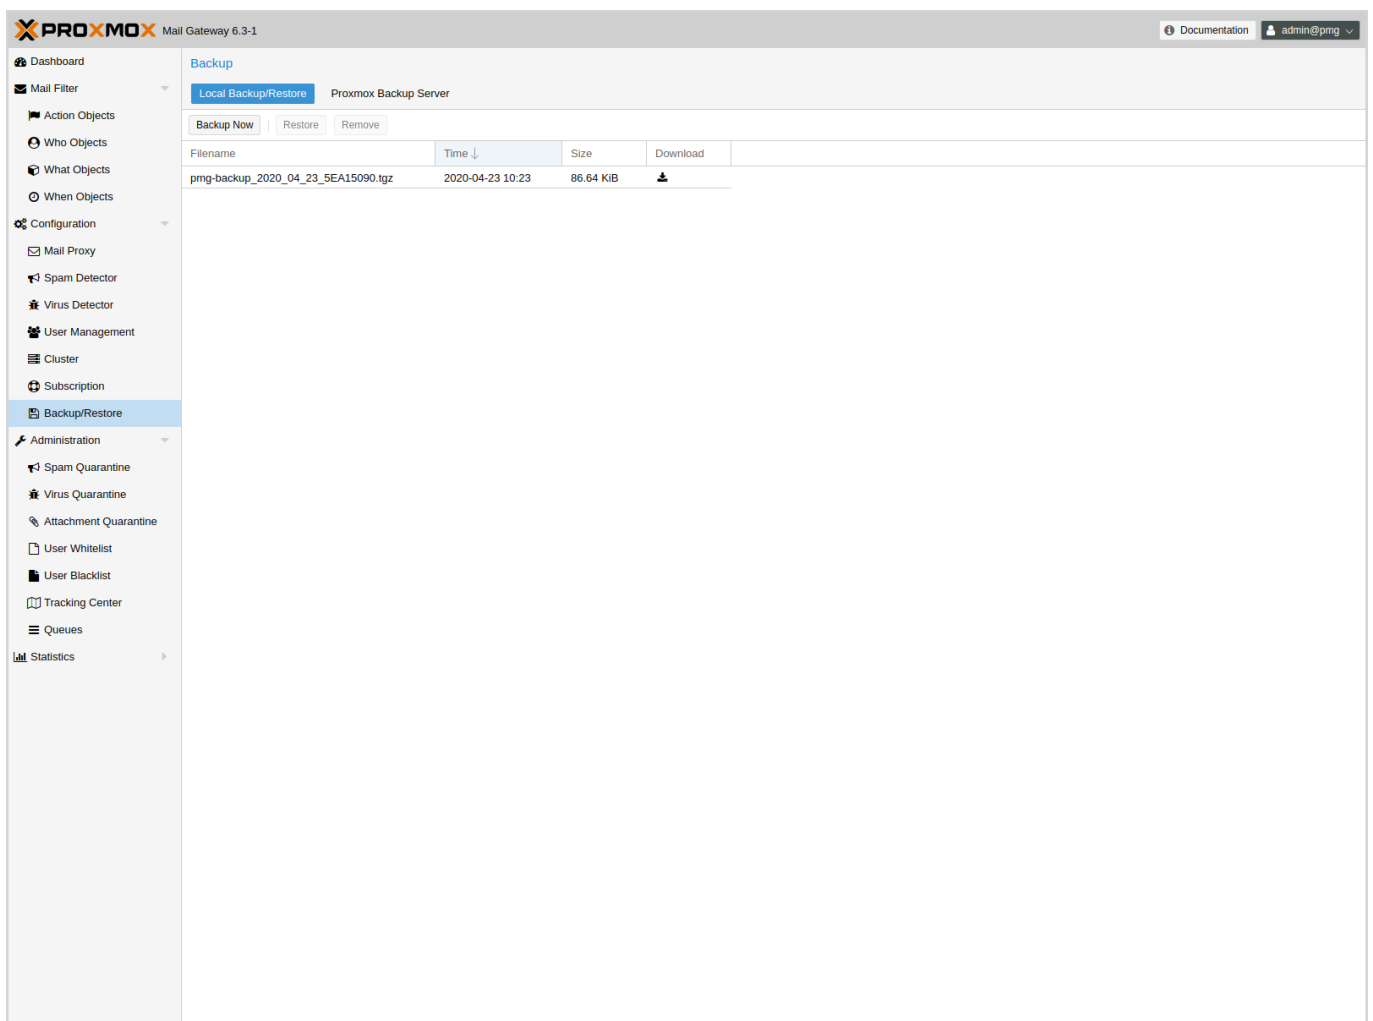 PROXMOX Mail Gateway 6.3-1 Documentation admin@pmg
Dashboard
Mail Filter
Action Objects
Who Objects
What Objects
When Objects
Configuration
Mail Proxy
Spam Detector
Virus Detector
User Management
Cluster
Subscription
Backup/Restore
Administration
Spam Quarantine
Virus Quarantine
Attachment Quarantine
User Whitelist
User Blacklist
Tracking Center
Queues
Statistics
Backup
Local Backup/Restore Proxmox Backup Server
Backup Now Restore Remove
Filename Time Size Download
pmg-backup_2020_04_23_5EA15090.tgz 2020-04-23 10:23 86.64 KiB